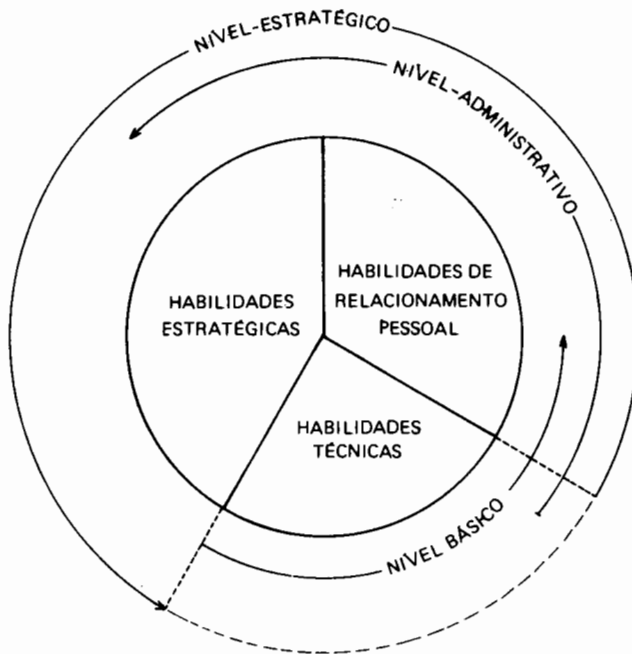 NÍVEL-ESTRATÉGICO
NÍVEL-ADMINISTRATIVO
HABILIDADES
ESTRATÉGICAS
HABILIDADES DE
RELACIONAMENTO
PESSOAL
HABILIDADES
TÉCNICAS
NÍVEL BÁSICO